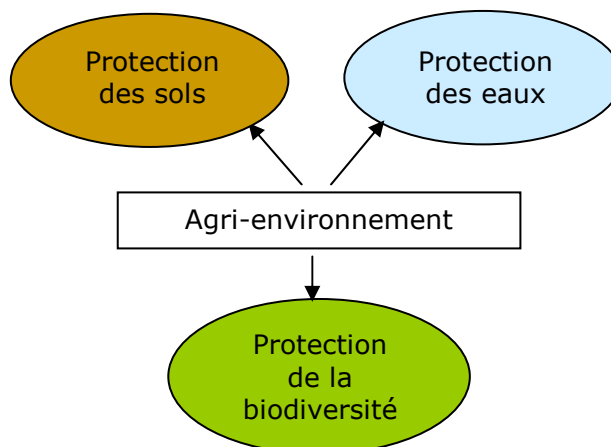 Protection
des sols
Protection
des eaux
Agri-environnement
Protection
de la
biodiversité